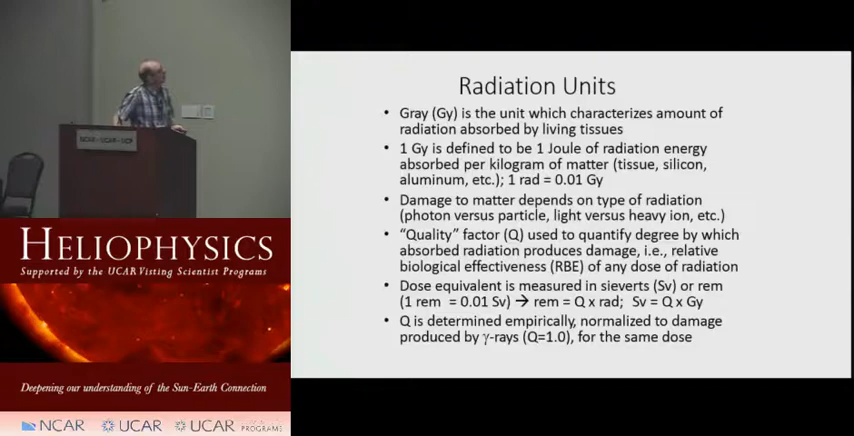 Radiation Units
• Gray (Gy) is the unit which characterizes amount of
radiation absorbed by living tissues
• 1 Gy is defined to be 1 Joule of radiation energy
absorbed per kilogram of matter (tissue, silicon,
aluminum, etc.); 1 rad = 0.01 Gy
• Damage to matter depends on type of radiation
(photon versus particle, light versus heavy ion, etc.)
• “Quality” factor (Q) used to quantify degree by which
absorbed radiation produces damage, i.e., relative
biological effectiveness (RBE) of any dose of radiation
• Dose equivalent is measured in sieverts (Sv) or rem
(1 rem = 0.01 Sv) → rem = Q x rad; Sv = Q x Gy
• Q is determined empirically, normalized to damage
produced by γ-rays (Q=1.0), for the same dose
HELIOPHYSICS
Supported by the UCAR Visting Scientist Programs
Deepening our understanding of the Sun-Earth Connection
NCAR UCAR UCAR PROGRAMS